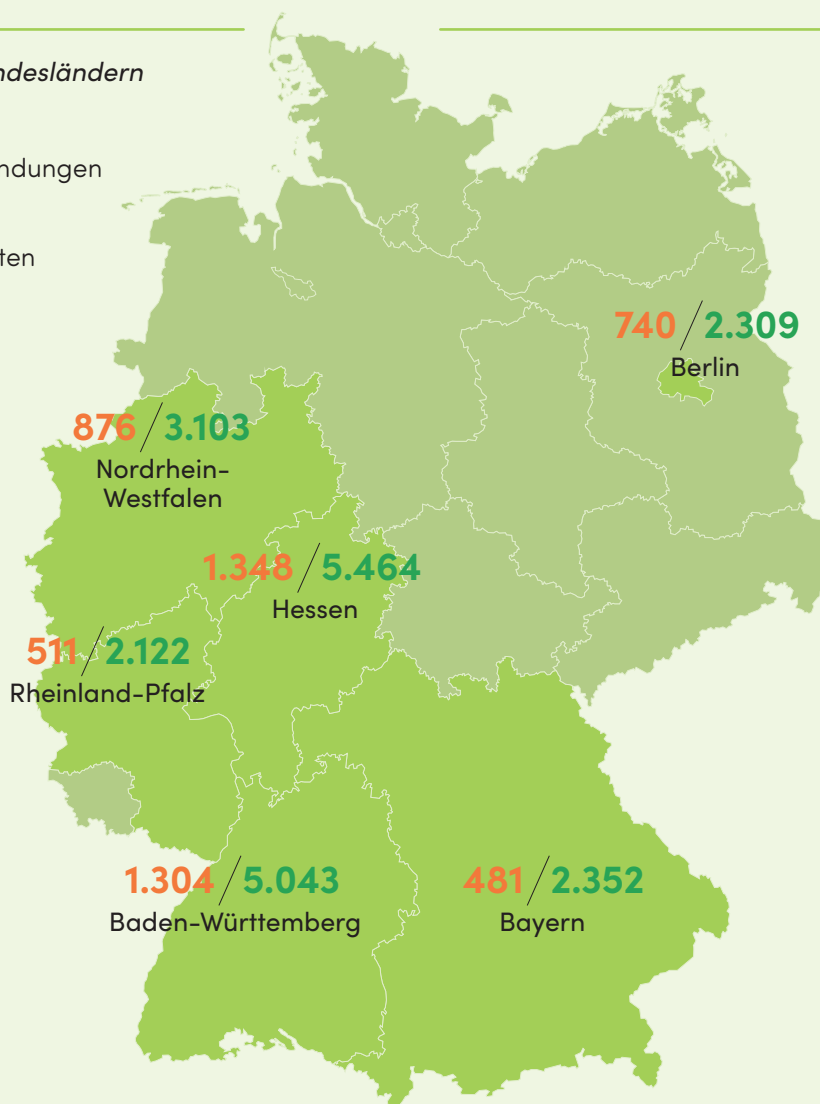 ndesländern
ndungen
ten
740 / 2.309
Berlin
876 / 3.103
Nordrhein-
Westfalen
1.348 / 5.464
Hessen
511 / 2.122
Rheinland-Pfalz
1.304 / 5.043
Baden-Württemberg
481 / 2.352
Bayern